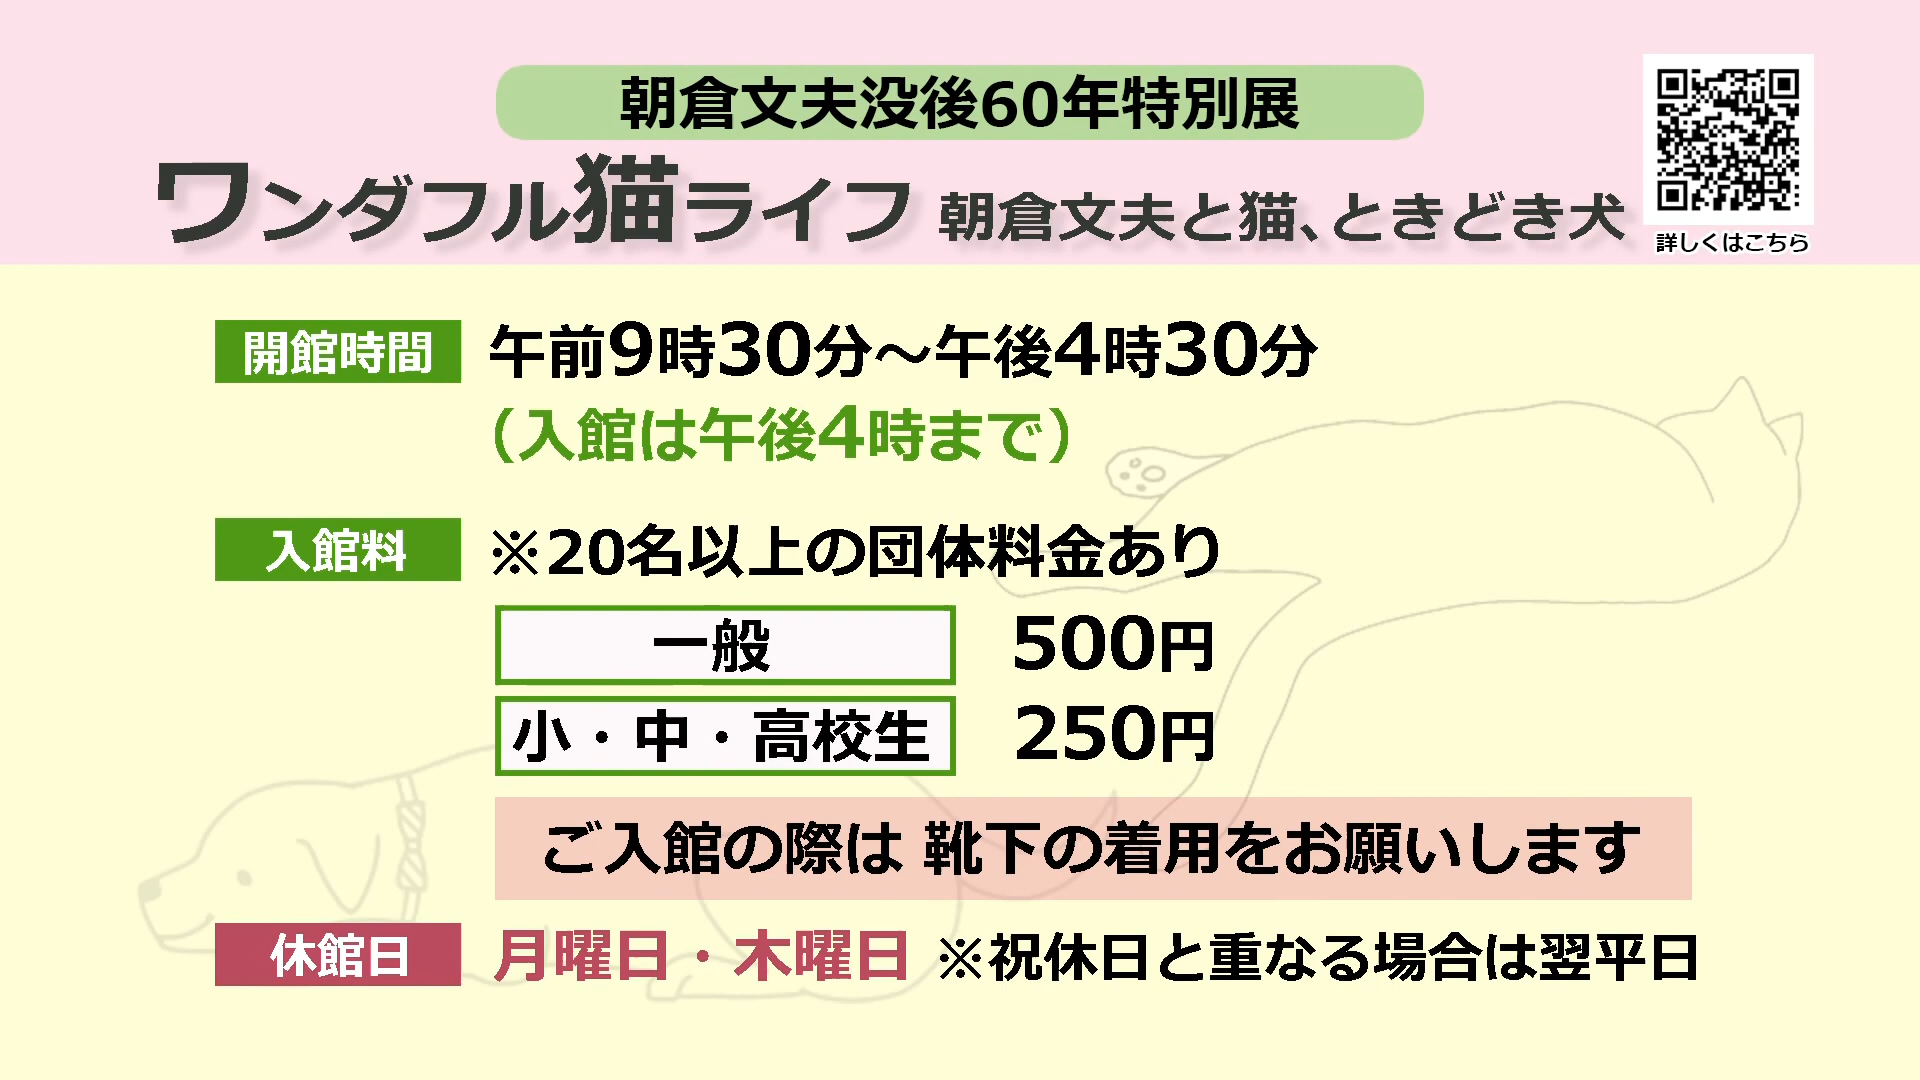 朝倉文夫没後60年特別展
ワンダフル猫ライフ 朝倉文夫と猫、ときどき犬
詳しくはこちら
開館時間 午前9時30分～午後4時30分
（入館は午後4時まで）
入館料 ※20名以上の団体料金あり
一般 500円
小・中・高校生 250円
ご入館の際は 靴下の着用をお願いします
休館日 月曜日・木曜日 ※祝休日と重なる場合は翌平日